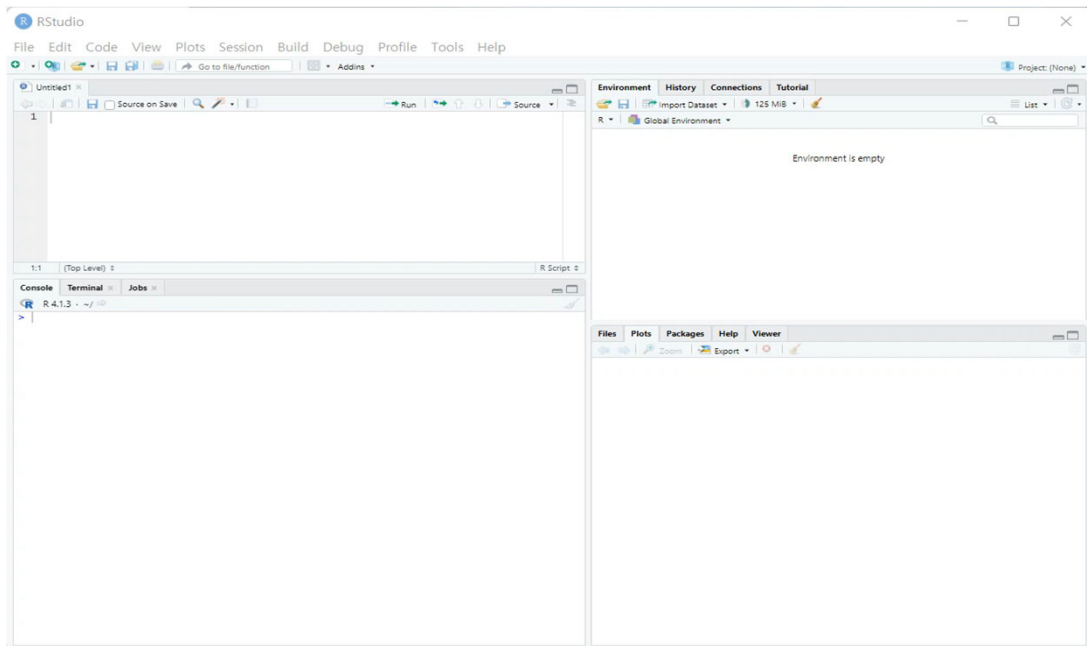 RStudio
File Edit Code View Plots Session Build Debug Profile Tools Help
Go to file/function Addins Project: (None)
Untitled1
Source on Save Run Source
1
1:1 (Top Level) R Script
Console Terminal Jobs
R 4.1.3 · ~/
>
Environment History Connections Tutorial
Import Dataset 125 MiB List
R Global Environment
Environment is empty
Files Plots Packages Help Viewer
Zoom Export